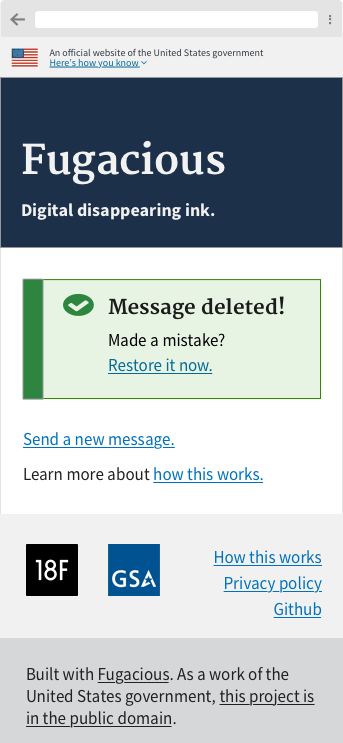 An official website of the United States government
Here's how you know
Fugacious
Digital disappearing ink.
Message deleted!
Made a mistake?
Restore it now.
Send a new message.
Learn more about how this works.
18F
GSA
How this works
Privacy policy
Github
Built with Fugacious. As a work of the
United States government, this project is
in the public domain.